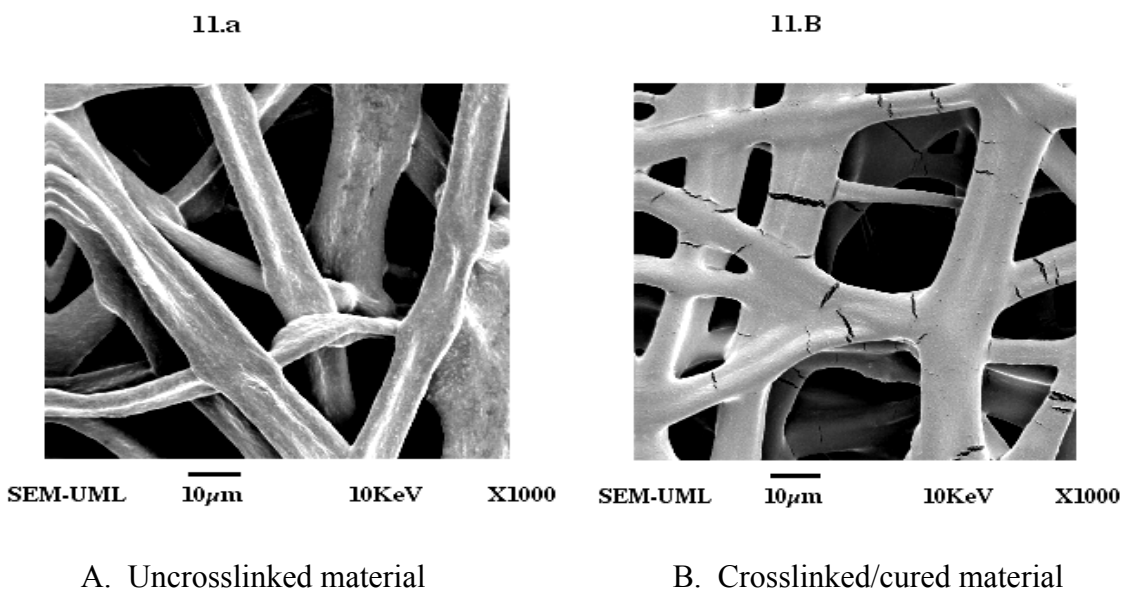 11.a
11.B
SEM-UML 10μm 10KeV X1000
SEM-UML 10μm 10KeV X1000
A. Uncrosslinked material
B. Crosslinked/cured material